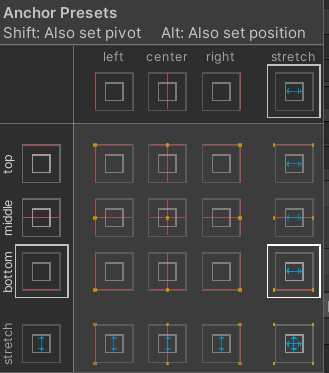 Anchor Presets
Shift: Also set pivot Alt: Also set position
left center right stretch
top
middle
bottom
stretch